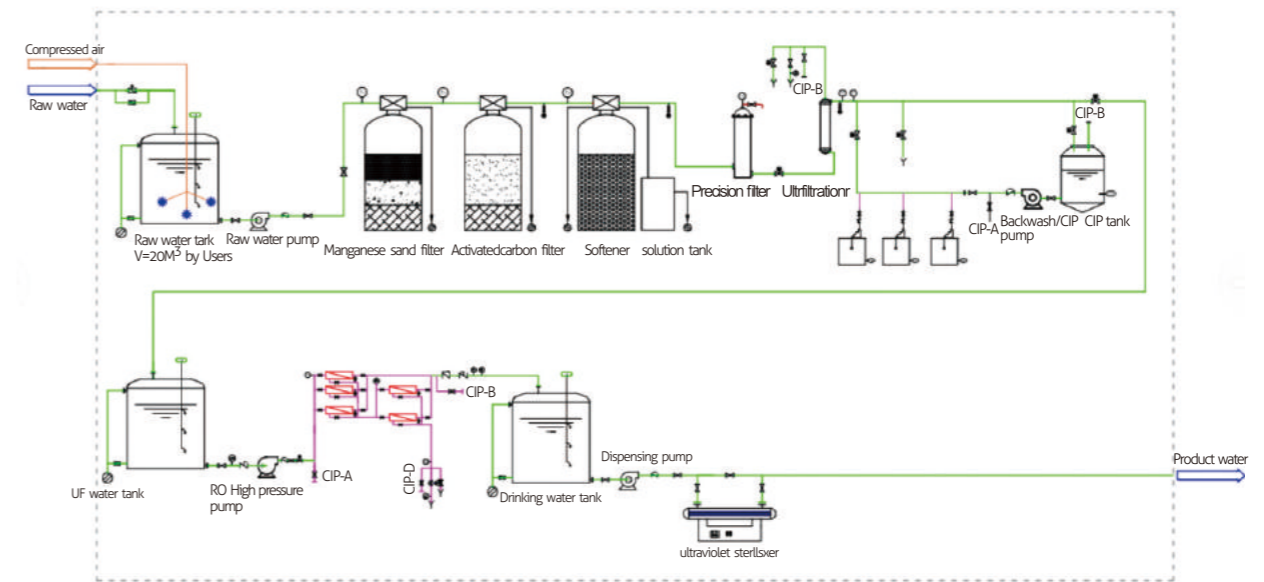 Compressed air
Raw water
CIP-B
CIP-B
Precision filter
Ultrfiltrationr
Raw water tark
V=20M³ by Users
Raw water pump
Manganese sand filter
Activatedcarbon filter
Softener
solution tank
CIP-A
Backwash/CIP
pump
CIP tank
UF water tank
RO High pressure
pump
CIP-A
CIP-D
CIP-B
Drinking water tank
Dispensing pump
ultraviolet sterllsxer
Product water